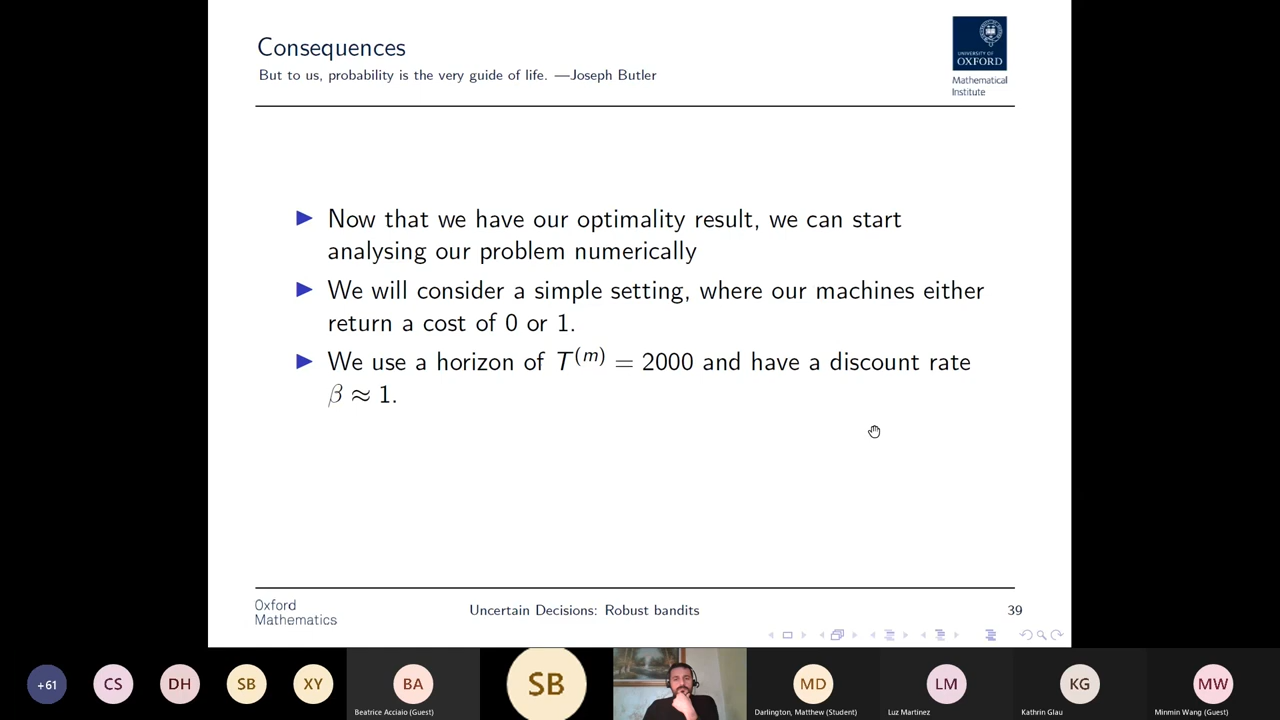 Consequences
But to us, probability is the very guide of life. —Joseph Butler
UNIVERSITY OF
OXFORD
Mathematical
Institute
▶ Now that we have our optimality result, we can start
analysing our problem numerically
▶ We will consider a simple setting, where our machines either
return a cost of 0 or 1.
▶ We use a horizon of T^(m) = 2000 and have a discount rate
β ≈ 1.
Oxford
Mathematics
Uncertain Decisions: Robust bandits
39
+61
CS
DH
SB
XY
BA
Beatrice Acciaio (Guest)
SB
MD
Darlington, Matthew (Student)
LM
Luz Martinez
KG
Kathrin Glau
MW
Minmin Wang (Guest)